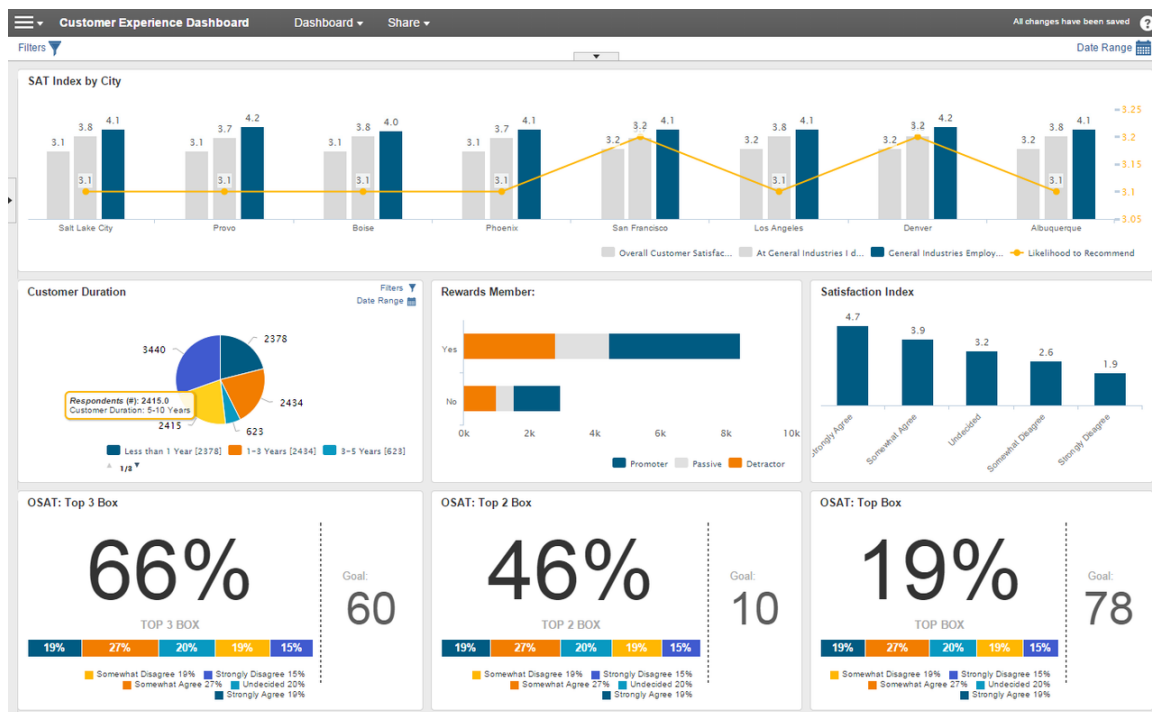 Customer Experience Dashboard Dashboard Share All changes have been saved ?
Filters Date Range
SAT Index by City
3.1 3.8 4.1 3.1 3.7 4.2 3.1 3.8 4.0 3.1 3.7 4.1 3.2 3.2 4.1 3.2 3.8 4.1 3.2 3.2 4.2 3.2 3.8 4.1
3.1 3.1 3.1 3.1 3.1 3.1
3.25
3.2
3.15
3.1
3.05
Salt Lake City Provo Boise Phoenix San Francisco Los Angeles Denver Albuquerque
Overall Customer Satisfac... At General Industries I d... General Industries Employ... Likelihood to Recommend
Customer Duration
Filters
Date Range
2378
3440
2434
Respondents (#): 2415.0
Customer Duration: 5-10 Years
2415
623
Less than 1 Year [2378] 1-3 Years [2434] 3-5 Years [623]
1/3
Rewards Member:
Yes
No
0k 2k 4k 6k 8k 10k
Promoter Passive Detractor
Satisfaction Index
4.7 3.9 3.2 2.6 1.9
Strongly Agree
Somewhat Agree
Undecided
Somewhat Disagree
Strongly Disagree
OSAT: Top 3 Box
66%
Goal:
60
TOP 3 BOX
19% 27% 20% 19% 15%
Somewhat Disagree 19% Strongly Disagree 15%
Somewhat Agree 27% Undecided 20%
Strongly Agree 19%
OSAT: Top 2 Box
46%
Goal:
10
TOP 2 BOX
19% 27% 20% 19% 15%
Somewhat Disagree 19% Strongly Disagree 15%
Somewhat Agree 27% Undecided 20%
Strongly Agree 19%
OSAT: Top Box
19%
Goal:
78
TOP BOX
19% 27% 20% 19% 15%
Somewhat Disagree 19% Strongly Disagree 15%
Somewhat Agree 27% Undecided 20%
Strongly Agree 19%